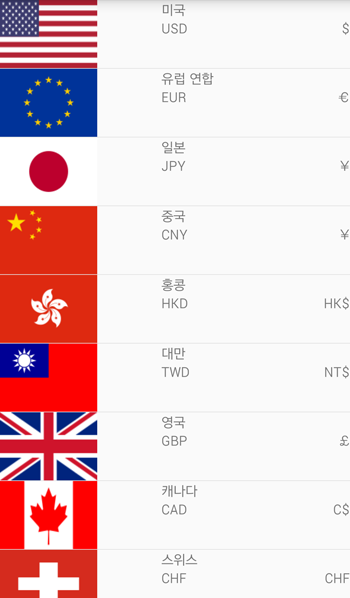 미국
USD $
유럽 연합
EUR €
일본
JPY ¥
중국
CNY ¥
홍콩
HKD HK$
대만
TWD NT$
영국
GBP £
캐나다
CAD C$
스위스
CHF CHF